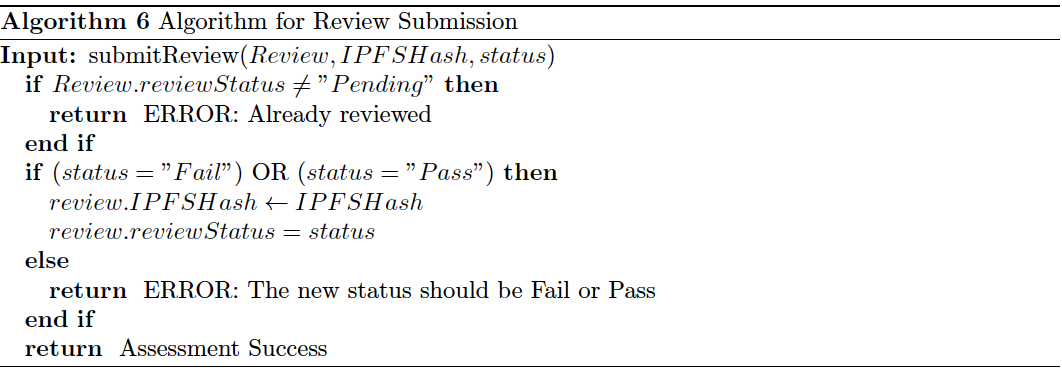 Algorithm 6 Algorithm for Review Submission
Input: submitReview(Review, IPFSHash, status)
if Review.reviewStatus ≠ ”Pending” then
return ERROR: Already reviewed
end if
if (status = ”Fail”) OR (status = ”Pass”) then
review.IPFSHash ← IPFSHash
review.reviewStatus = status
else
return ERROR: The new status should be Fail or Pass
end if
return Assessment Success